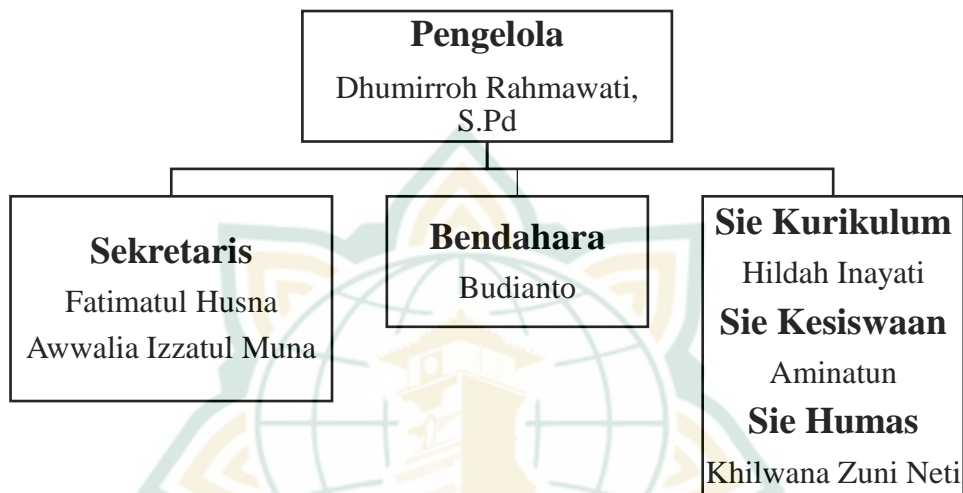 Pengelola
Dhumirroh Rahmawati,
S.Pd
Sekretaris
Fatimatul Husna
Awwalia Izzatul Muna
Bendahara
Budianto
Sie Kurikulum
Hildah Inayati
Sie Kesiswaan
Aminatun
Sie Humas
Khilwana Zuni Neti